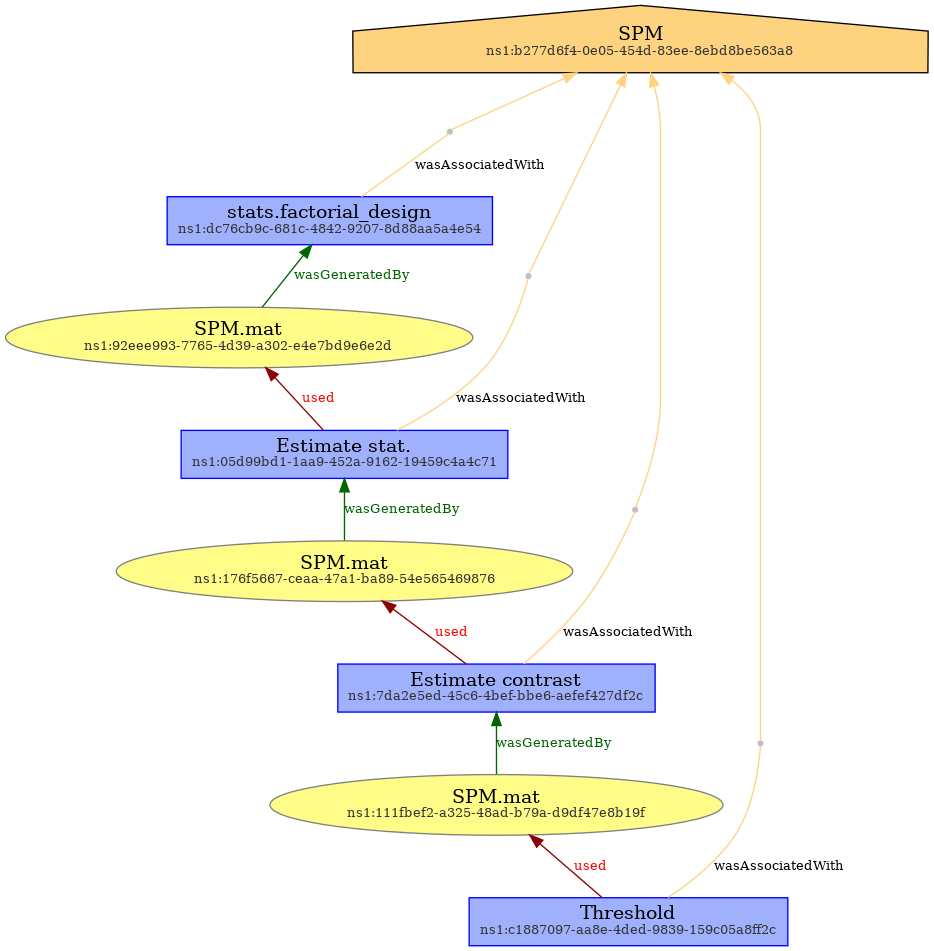 SPM
ns1:b277d6f4-0e05-454d-83ee-8ebd8be563a8
wasAssociatedWith
stats.factorial_design
ns1:dc76cb9c-681c-4842-9207-8d88aa5a4e54
wasGeneratedBy
SPM.mat
ns1:92eee993-7765-4d39-a302-e4e7bd9e6e2d
used
wasAssociatedWith
Estimate stat.
ns1:05d99bd1-1aa9-452a-9162-19459c4a4c71
wasGeneratedBy
SPM.mat
ns1:176f5667-ceaa-47a1-ba89-54e565469876
used
wasAssociatedWith
Estimate contrast
ns1:7da2e5ed-45c6-4bef-bbe6-aefef427df2c
wasGeneratedBy
SPM.mat
ns1:111fbef2-a325-48ad-b79a-d9df47e8b19f
used
wasAssociatedWith
Threshold
ns1:c1887097-aa8e-4ded-9839-159c05a8ff2c